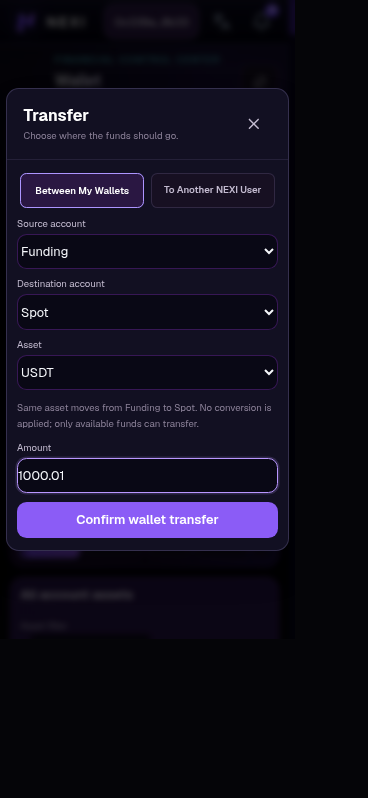 NEXI
Wallet
Transfer
Choose where the funds should go.
Between My Wallets
To Another NEXI User
Source account
Funding
Destination account
Spot
Asset
USDT
Same asset moves from Funding to Spot. No conversion is
applied; only available funds can transfer.
Amount
1000.01
Confirm wallet transfer
All account assets